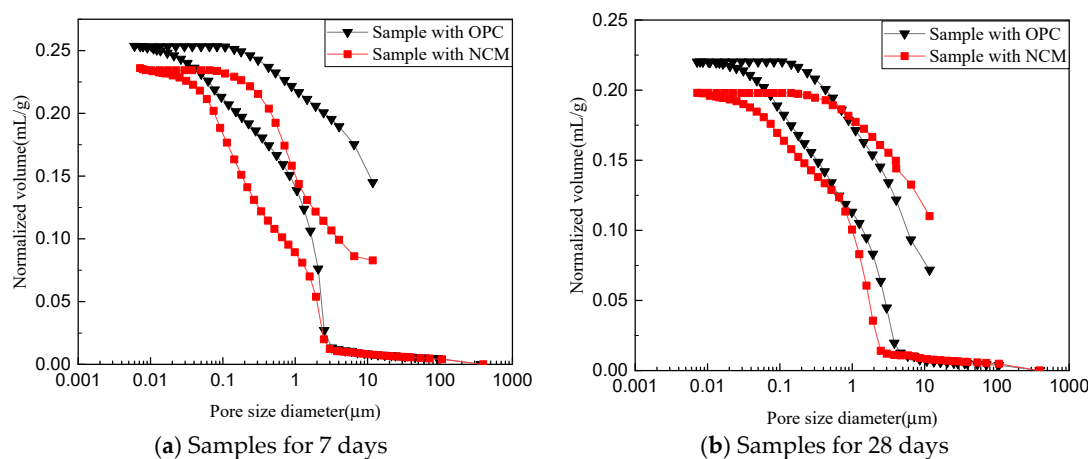 Sample with OPC
Sample with NCM
0.25
0.20
0.15
0.10
0.05
0.00
Normalized volume(mL/g)
0.001 0.01 0.1 1 10 100 1000
Pore size diameter(μm)
(a) Samples for 7 days
Sample with OPC
Sample with NCM
0.25
0.20
0.15
0.10
0.05
0.00
Normalized volume(mL/g)
0.001 0.01 0.1 1 10 100 1000
Pore size diameter(μm)
(b) Samples for 28 days